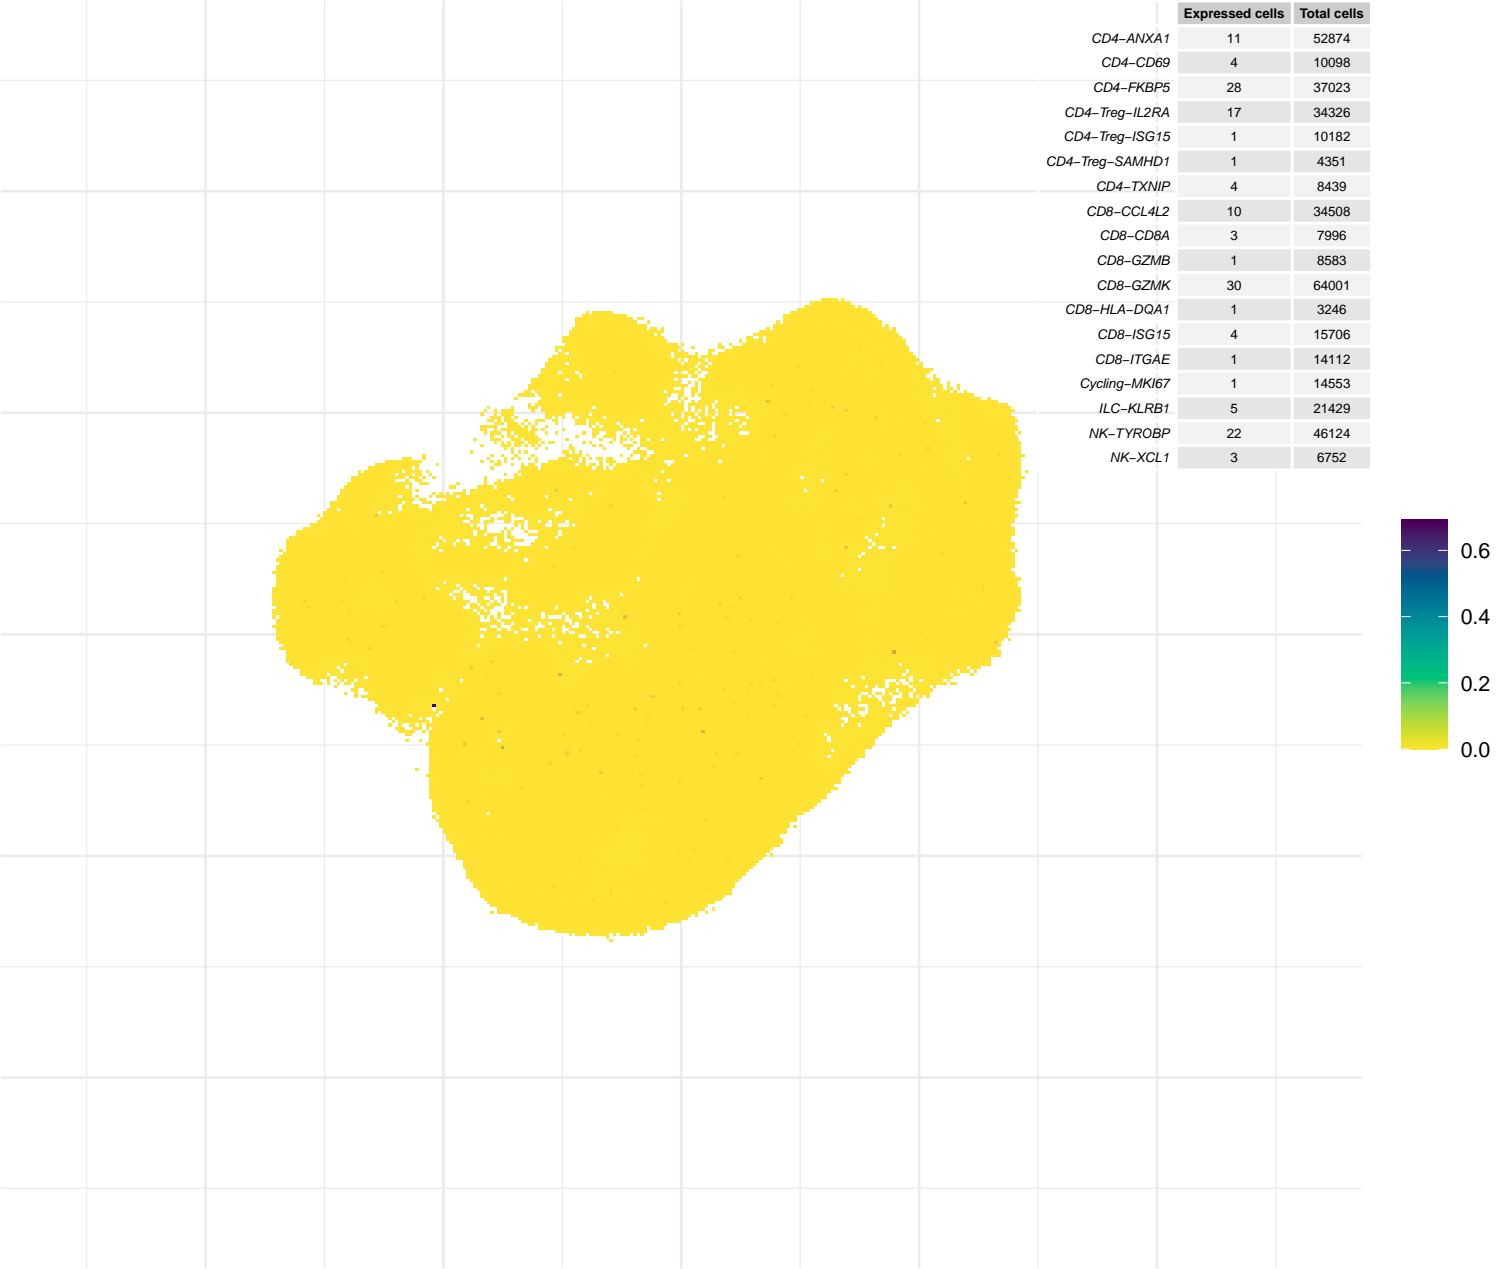 Expressed cells Total cells
CD4−ANXA1 11 52874
CD4−CD69 4 10098
CD4−FKBP5 28 37023
CD4−Treg−IL2RA 17 34326
CD4−Treg−ISG15 1 10182
CD4−Treg−SAMHD1 1 4351
CD4−TXNIP 4 8439
CD8−CCL4L2 10 34508
CD8−CD8A 3 7996
CD8−GZMB 1 8583
CD8−GZMK 30 64001
CD8−HLA−DQA1 1 3246
CD8−ISG15 4 15706
CD8−ITGAE 1 14112
Cycling−MKI67 1 14553
ILC−KLRB1 5 21429
NK−TYROBP 22 46124
NK−XCL1 3 6752
0.6
0.4
0.2
0.0